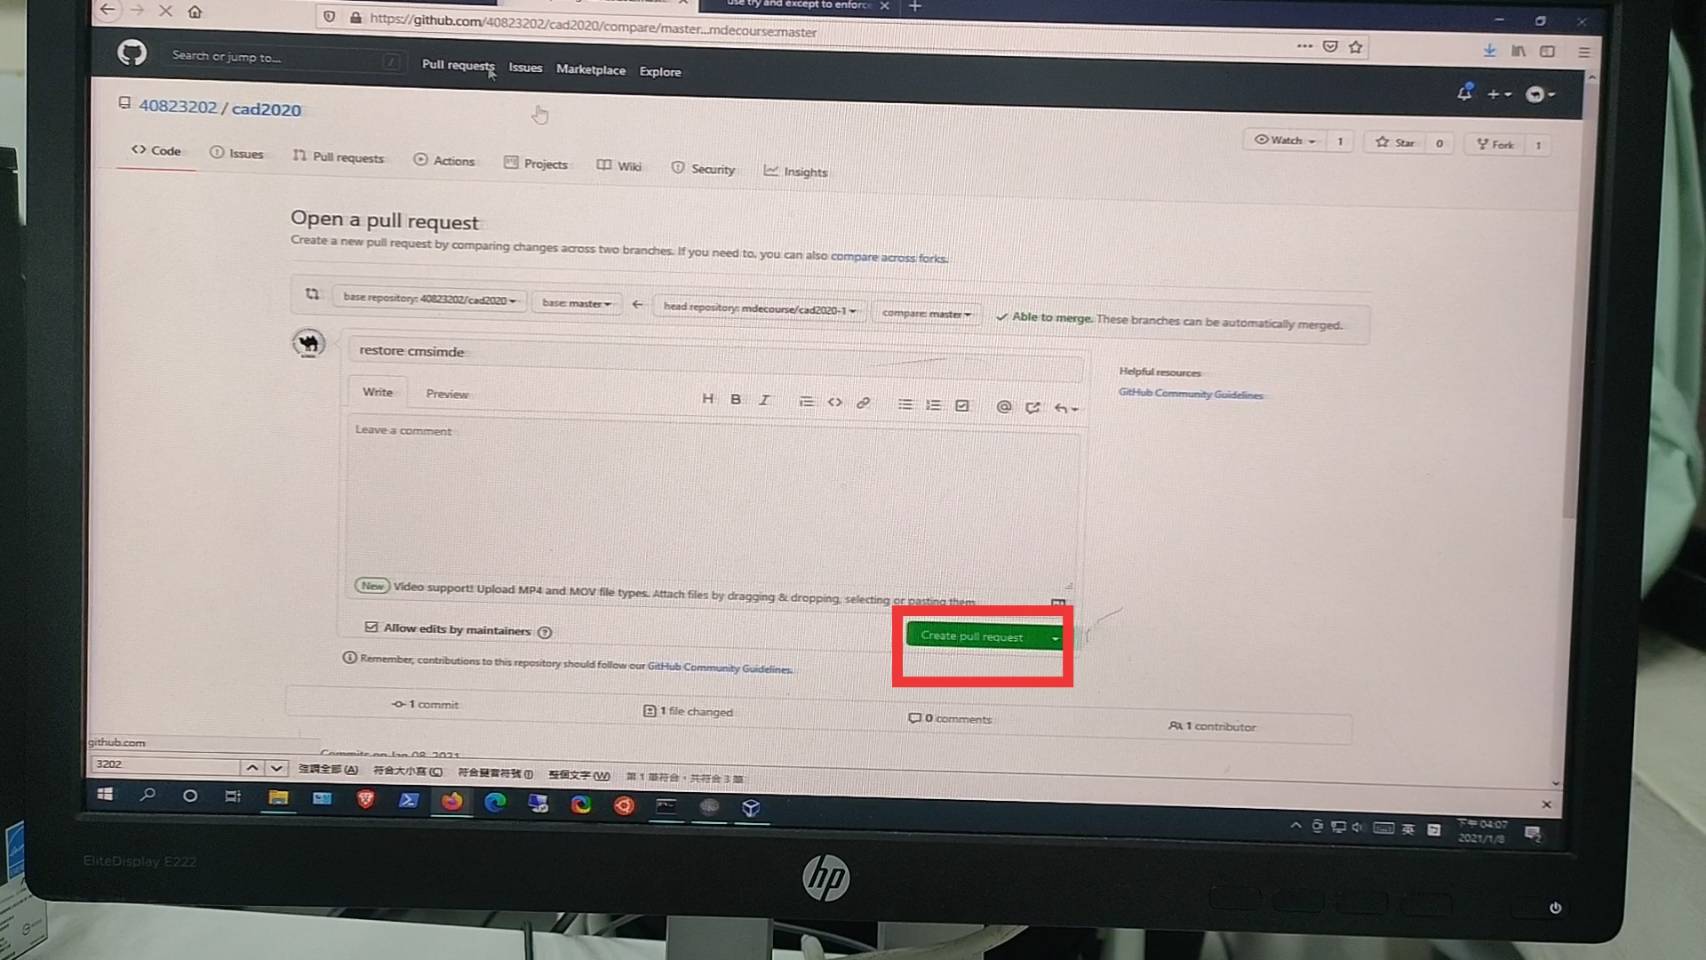 use try and except to enforce
https://github.com/40823202/cad2020/compare/master...mdecourse:master
Search or jump to... /
Pull requests Issues Marketplace Explore
40823202 / cad2020
Watch 1 Star 0 Fork 1
Code Issues Pull requests Actions Projects Wiki Security Insights
Open a pull request
Create a new pull request by comparing changes across two branches. If you need to, you can also compare across forks.
base repository: 40823202/cad2020 base: master head repository: mdecourse/cad2020-1 compare: master Able to merge. These branches can be automatically merged.
restore cmsimde
Helpful resources
GitHub Community Guidelines
Write Preview
Leave a comment
New Video support! Upload MP4 and MOV file types. Attach files by dragging & dropping, selecting or pasting them.
Allow edits by maintainers
Create pull request
Remember, contributions to this repository should follow our GitHub Community Guidelines.
1 commit 1 file changed 0 comments 1 contributor
Commits on Jan 08, 2021
github.com
3202 強調全部 (A) 符合大小寫 (C) 符合變音符號 (I) 整個文字 (W) 第 1 筆符合，共符合 3 筆
英
下午 04:07
2021/1/8
EliteDisplay E222
hp